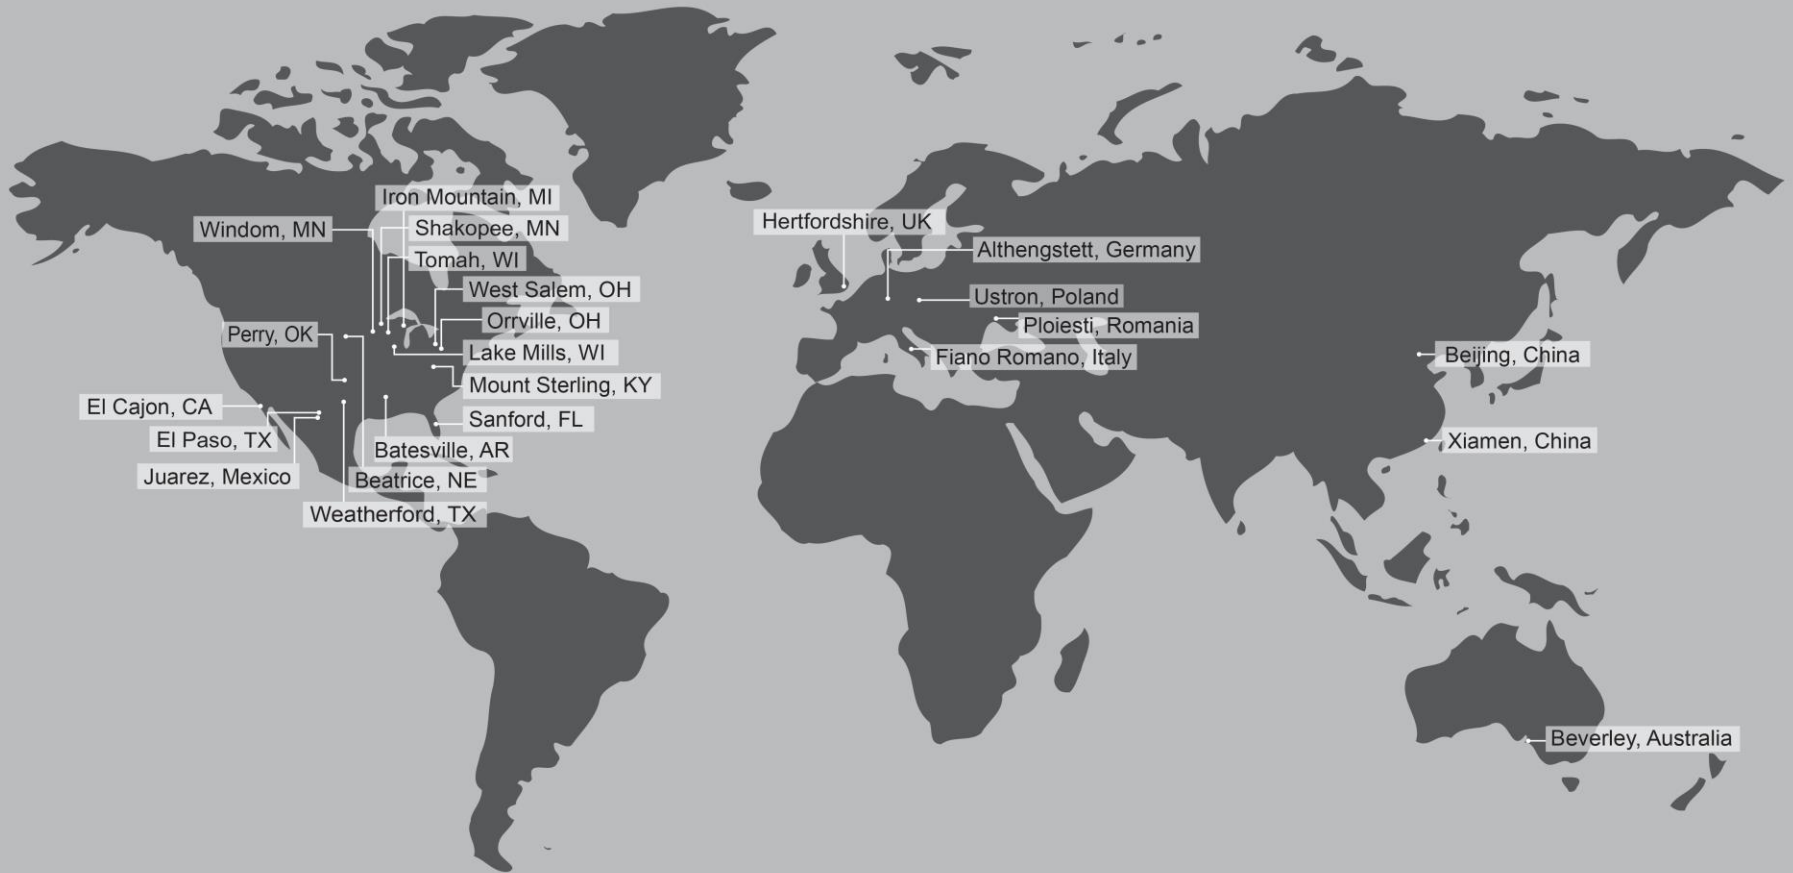 Iron Mountain, MI
Windom, MN
Shakopee, MN
Tomah, WI
West Salem, OH
Orrville, OH
Perry, OK
Lake Mills, WI
Mount Sterling, KY
El Cajon, CA
Sanford, FL
El Paso, TX
Batesville, AR
Juarez, Mexico
Beatrice, NE
Weatherford, TX
Hertfordshire, UK
Althengstett, Germany
Ustron, Poland
Ploiesti, Romania
Fiano Romano, Italy
Beijing, China
Xiamen, China
Beverley, Australia